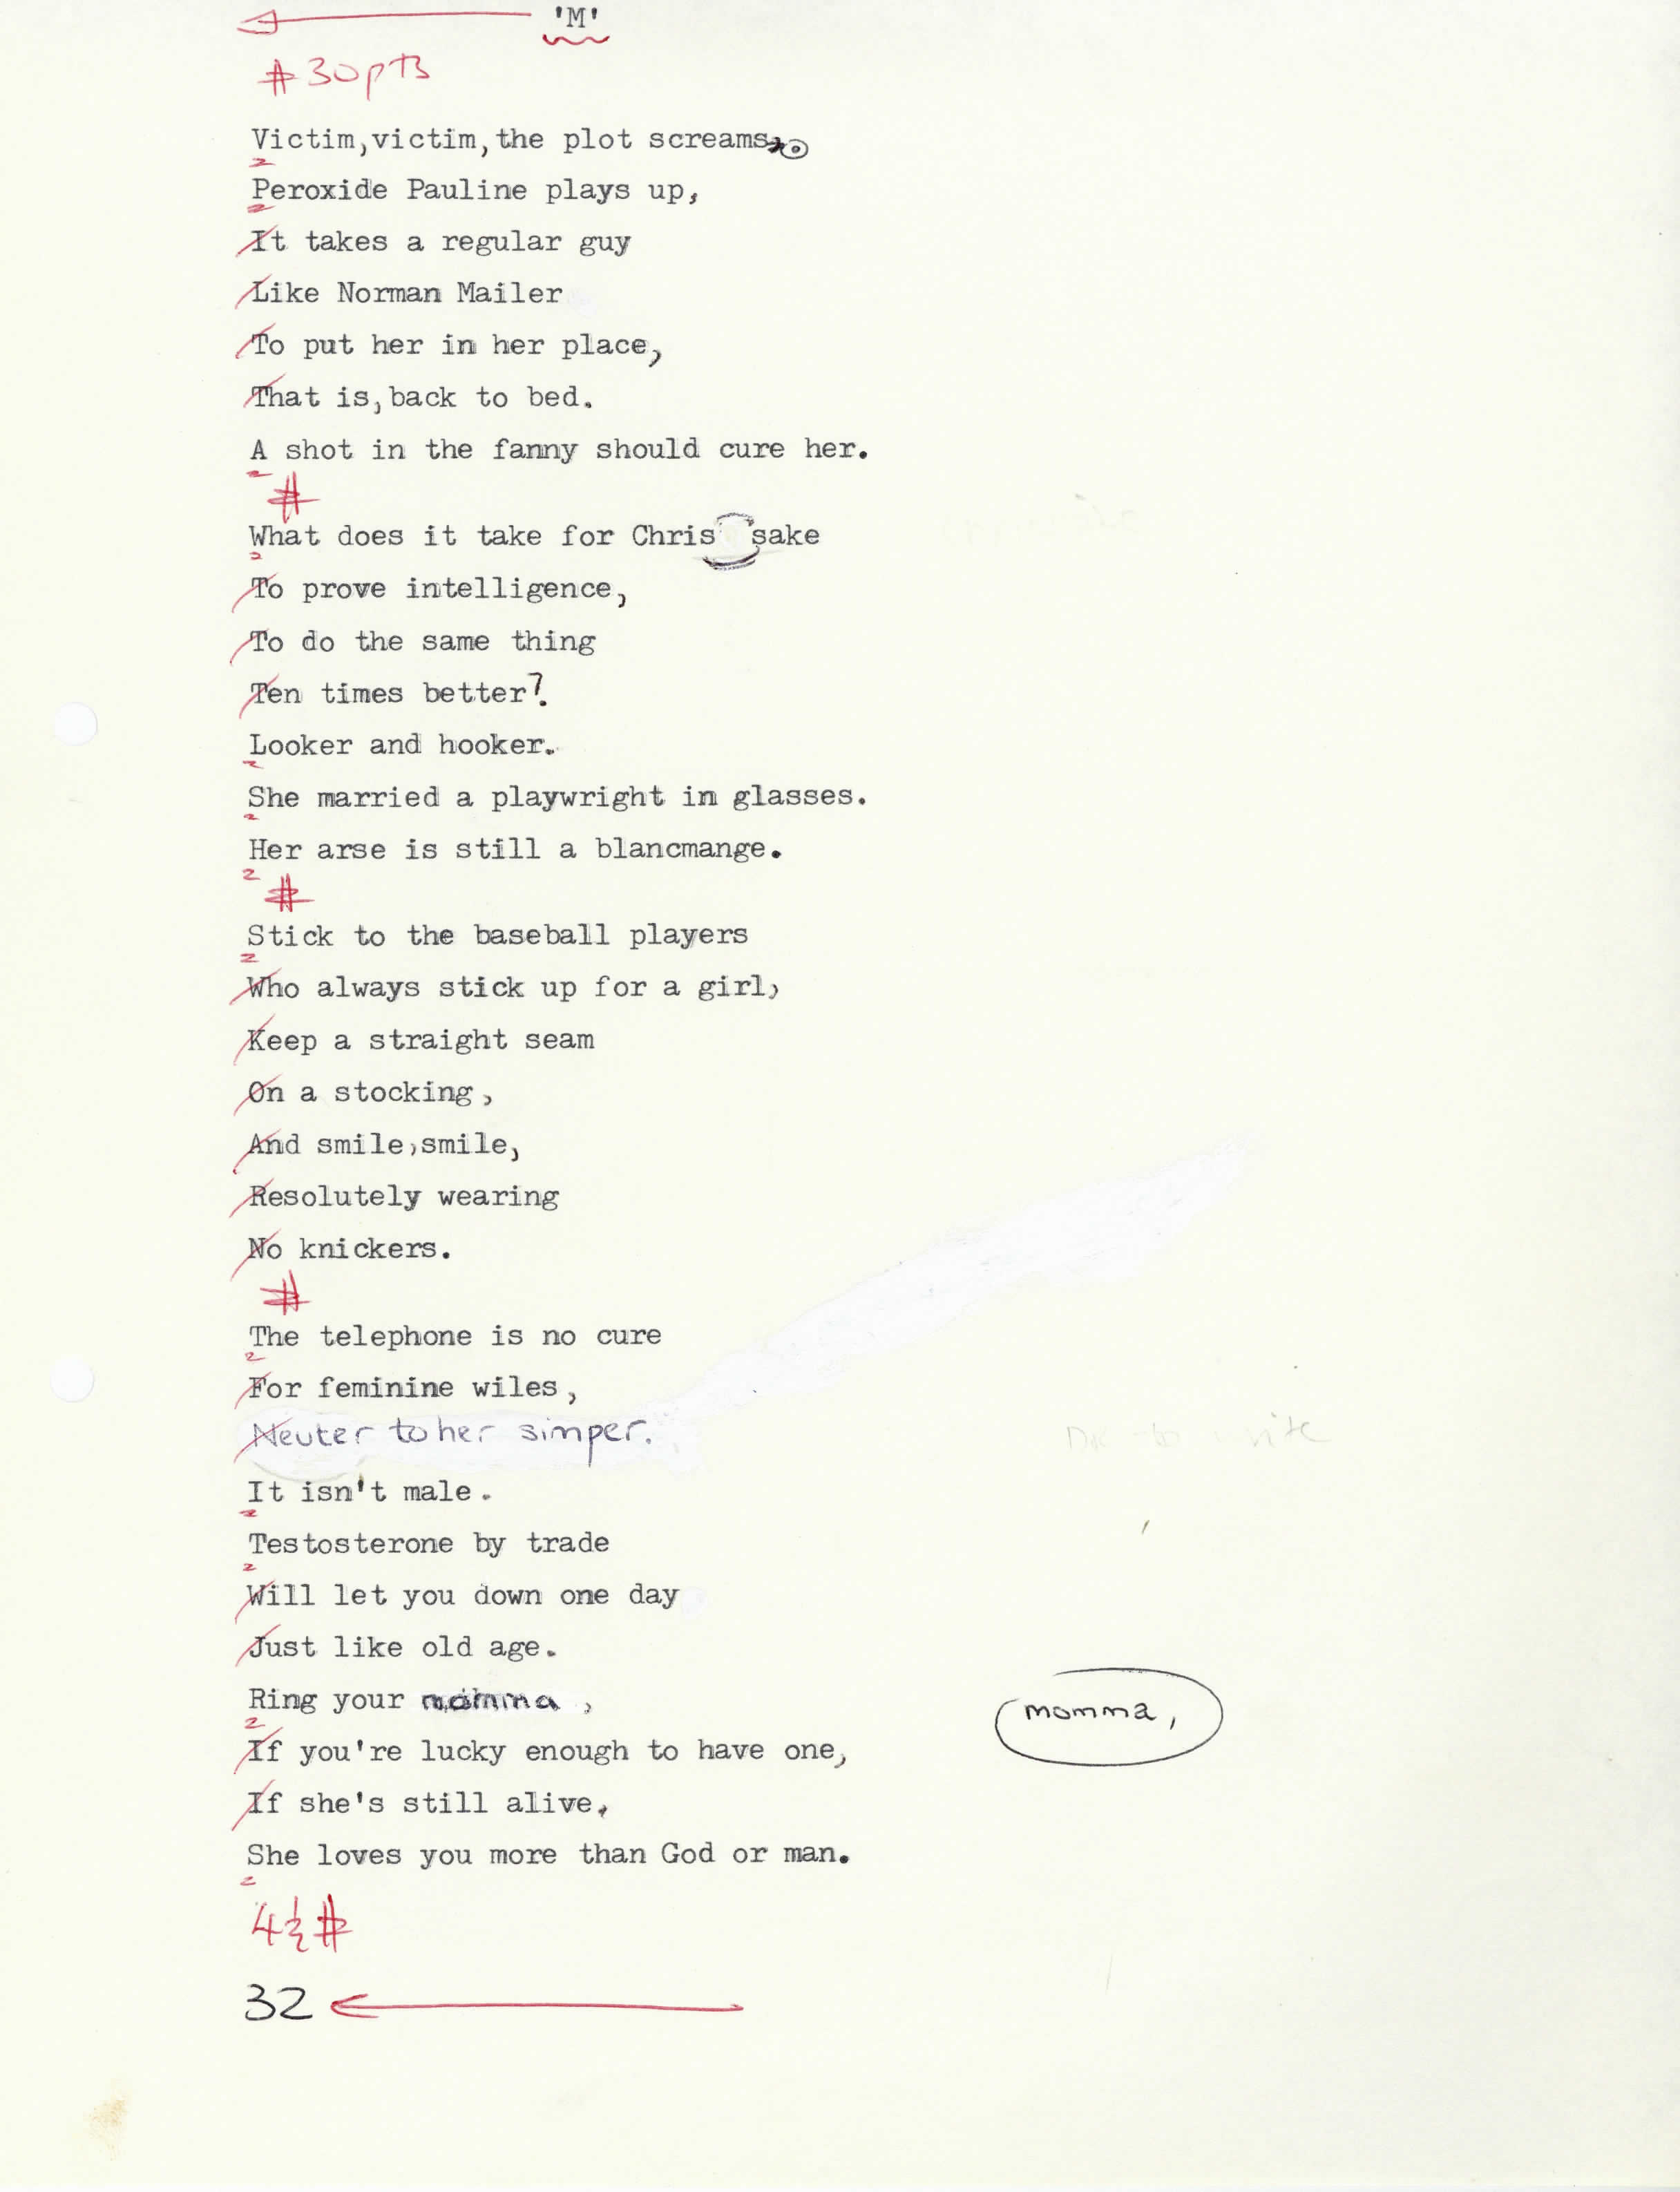 'M'
#30pts
Victim,victim,the plot screams.
Peroxide Pauline plays up,
It takes a regular guy
Like Norman Mailer
To put her in her place,
That is,back to bed.
A shot in the fanny should cure her.
#
What does it take for Chris sake
To prove intelligence,
To do the same thing
Ten times better?
Looker and hooker.
She married a playwright in glasses.
Her arse is still a blancmange.
#
Stick to the baseball players
Who always stick up for a girl,
Keep a straight seam
On a stocking,
And smile,smile,
Resolutely wearing
No knickers.
#
The telephone is no cure
For feminine wiles,
Neuter to her simper.
It isn't male.
Testosterone by trade
Will let you down one day
Just like old age.
Ring your momma,
momma,
If you're lucky enough to have one,
If she's still alive.
She loves you more than God or man.
4½#
32